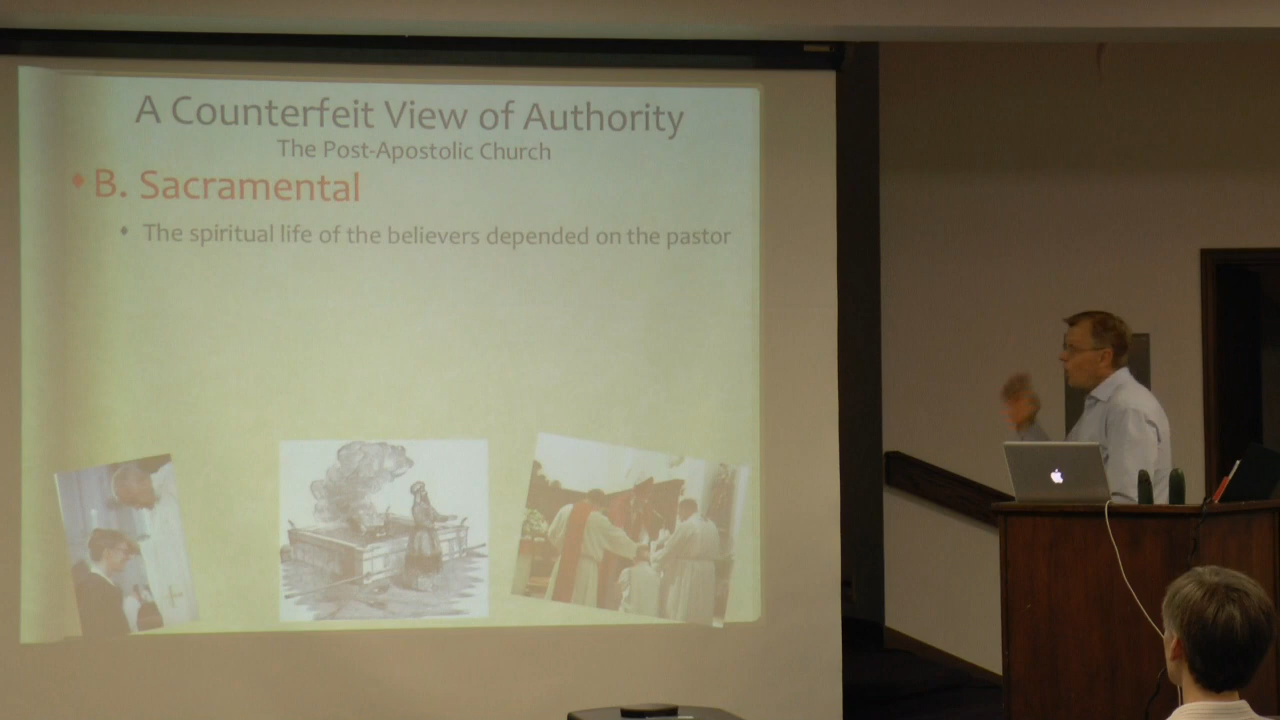 A Counterfeit View of Authority
The Post-Apostolic Church
• B. Sacramental
• The spiritual life of the believers depended on the pastor